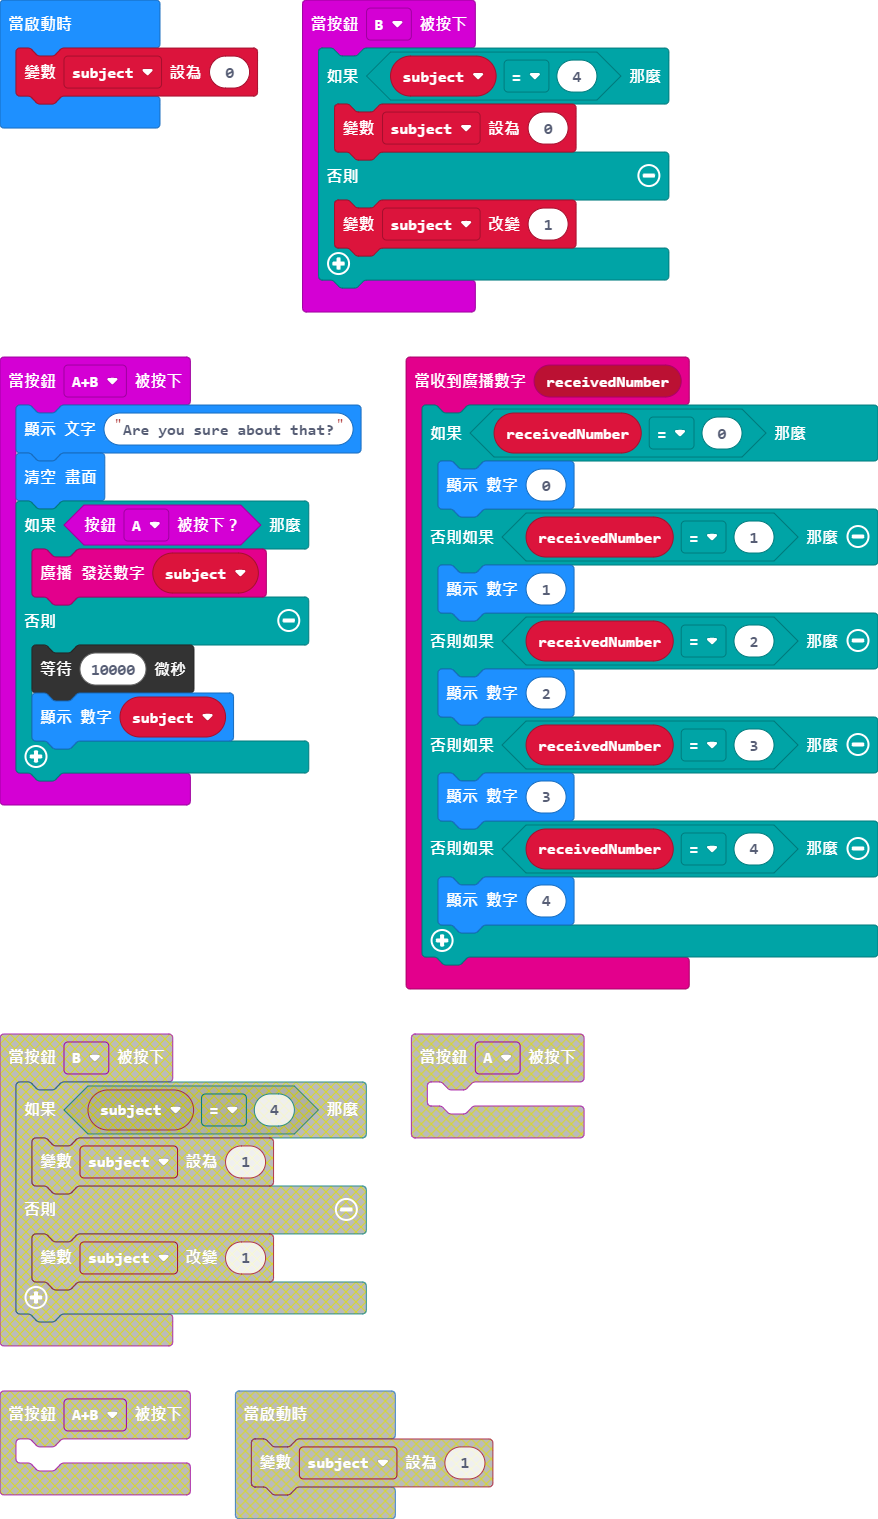 當啟動時
變數 subject 設為 0
當按鈕 B 被按下
如果 subject = 4 那麼
變數 subject 設為 0
否則
變數 subject 改變 1
當按鈕 A+B 被按下
顯示 文字 "Are you sure about that?"
清空 畫面
如果 按鈕 A 被按下？ 那麼
廣播 發送數字 subject
否則
等待 10000 微秒
顯示 數字 subject
當收到廣播數字 receivedNumber
如果 receivedNumber = 0 那麼
顯示 數字 0
否則如果 receivedNumber = 1 那麼
顯示 數字 1
否則如果 receivedNumber = 2 那麼
顯示 數字 2
否則如果 receivedNumber = 3 那麼
顯示 數字 3
否則如果 receivedNumber = 4 那麼
顯示 數字 4
當按鈕 B 被按下
如果 subject = 4 那麼
變數 subject 設為 1
否則
變數 subject 改變 1
當按鈕 A 被按下
當按鈕 A+B 被按下
當啟動時
變數 subject 設為 1